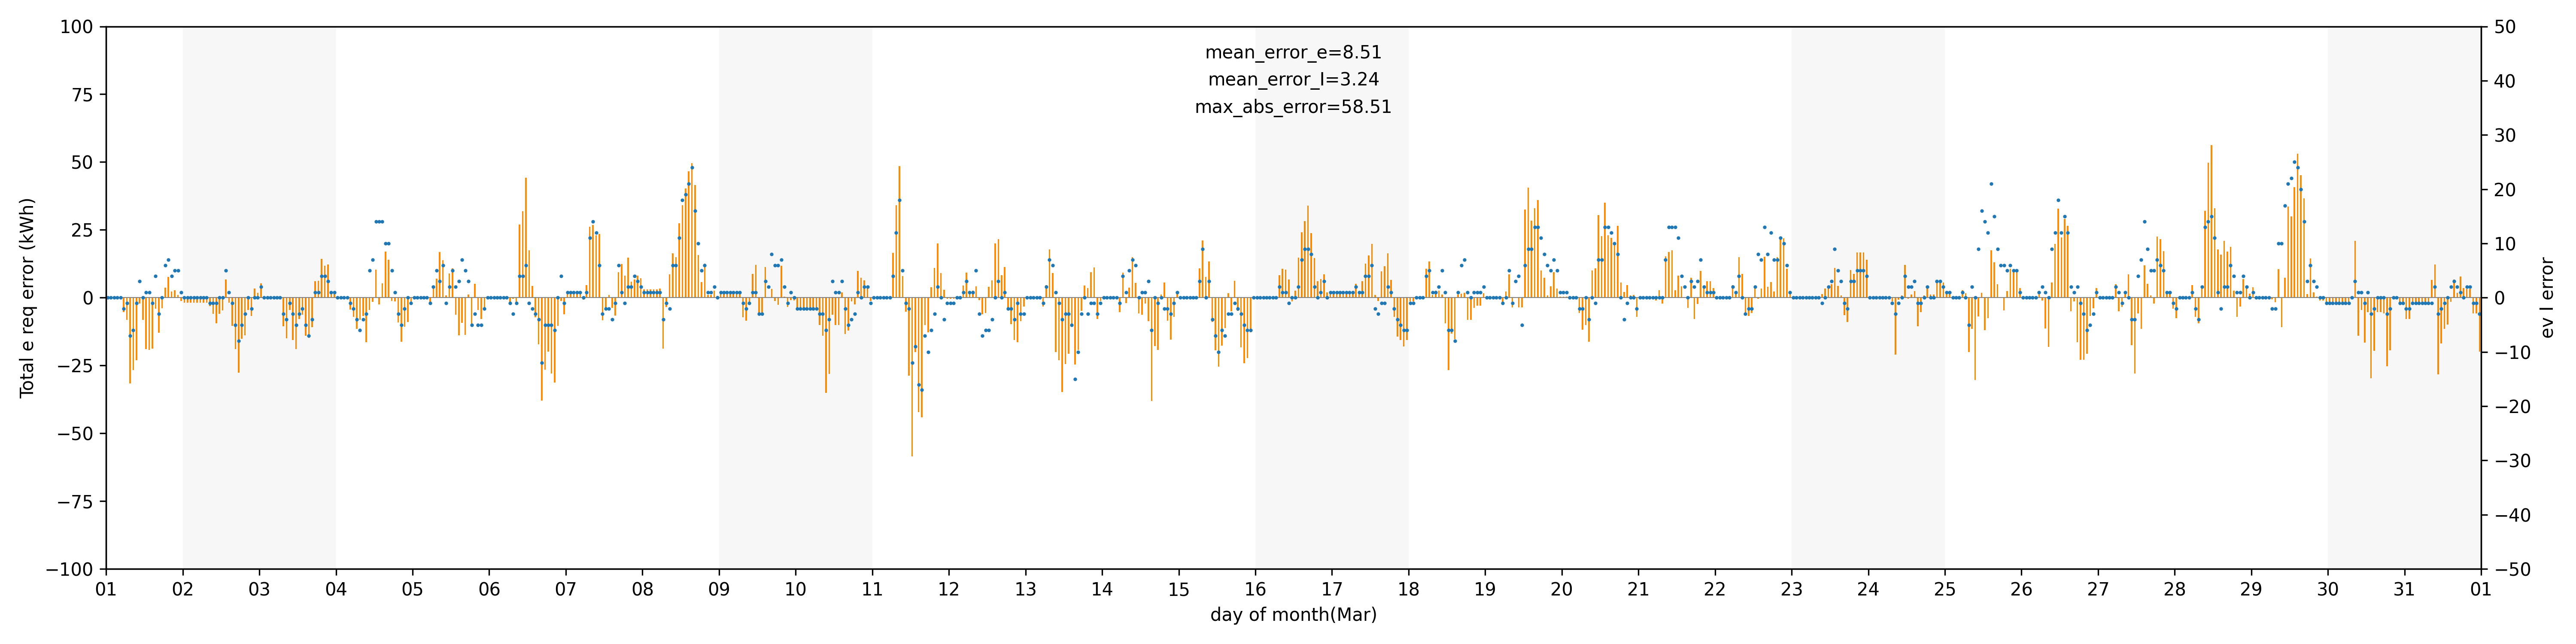 mean_error_e=8.51
mean_error_l=3.24
max_abs_error=58.51
Total e req error (kWh)
100
75
50
25
0
−25
−50
−75
−100
50
40
30
20
10
0
−10
−20
−30
−40
−50
ev l error
01 02 03 04 05 06 07 08 09 10 11 12 13 14 15 16 17 18 19 20 21 22 23 24 25 26 27 28 29 30 31 01
day of month(Mar)